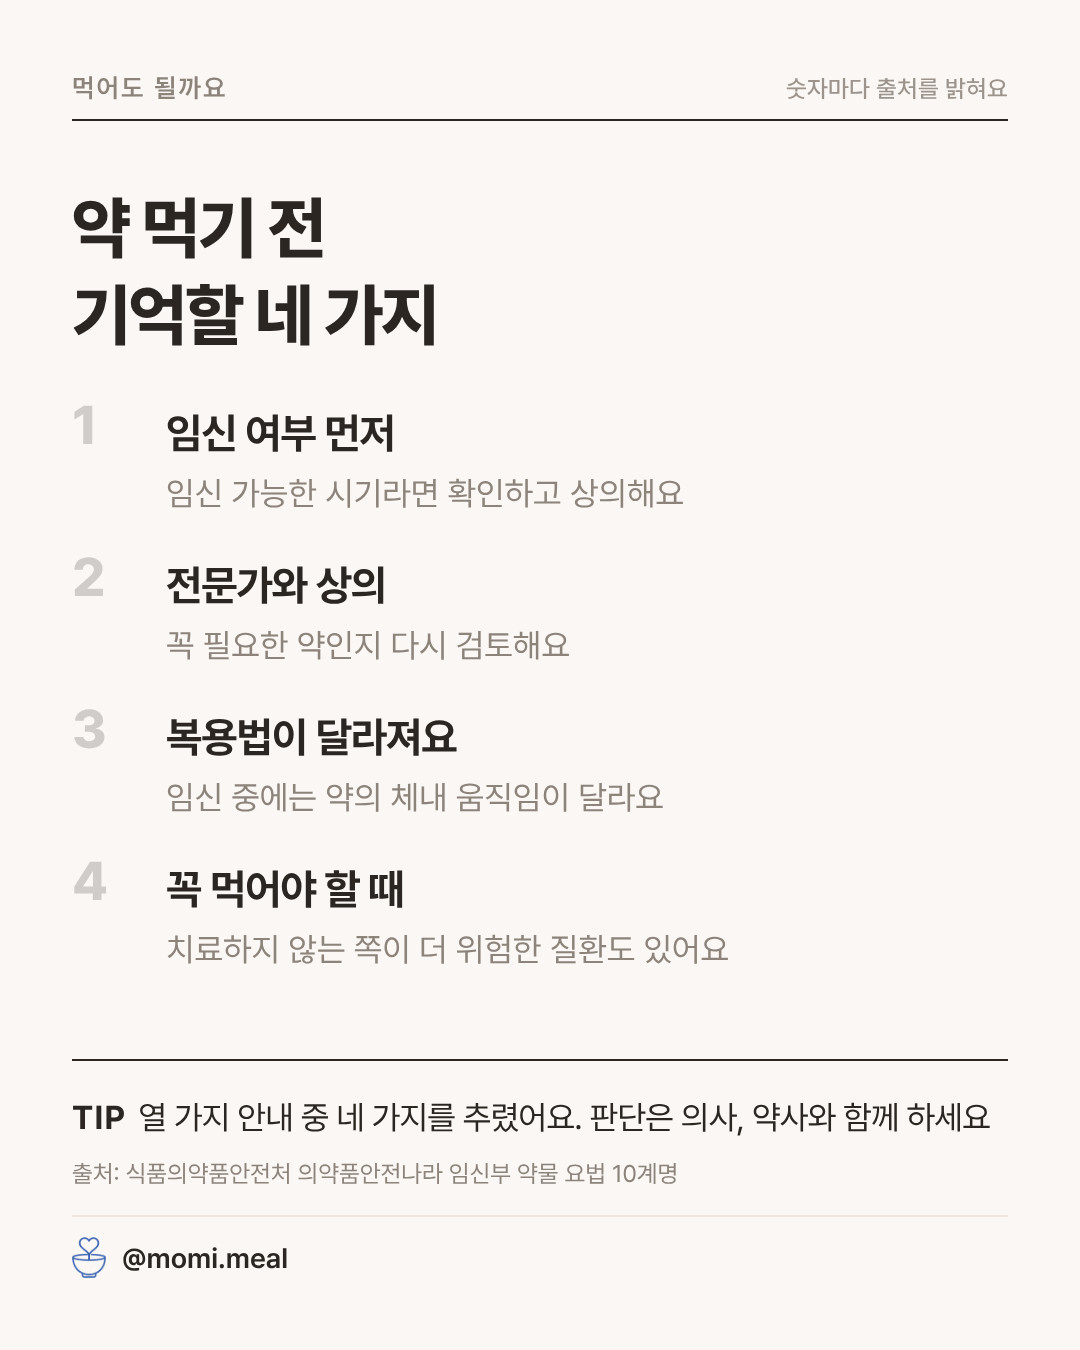 먹어도 될까요
숫자마다 출처를 밝혀요
약 먹기 전
기억할 네 가지
1 임신 여부 먼저
임신 가능한 시기라면 확인하고 상의해요
2 전문가와 상의
꼭 필요한 약인지 다시 검토해요
3 복용법이 달라져요
임신 중에는 약의 체내 움직임이 달라요
4 꼭 먹어야 할 때
치료하지 않는 쪽이 더 위험한 질환도 있어요
TIP 열 가지 안내 중 네 가지를 추렸어요. 판단은 의사, 약사와 함께 하세요
출처: 식품의약품안전처 의약품안전나라 임신부 약물 요법 10계명
@momi.meal